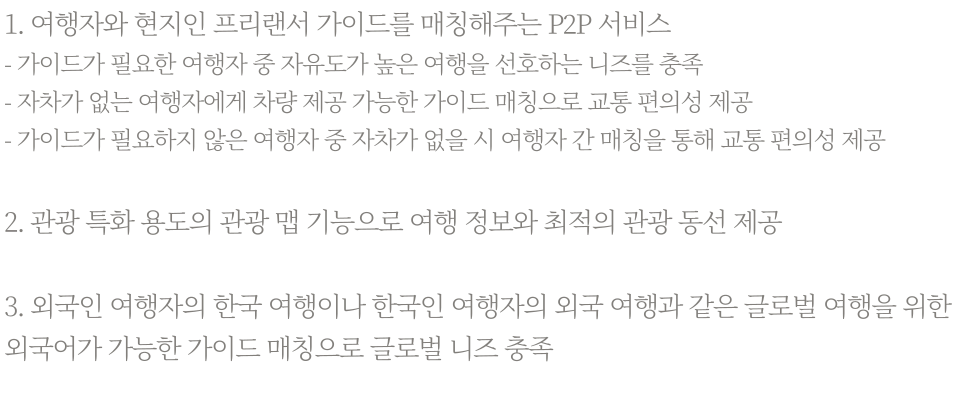 1. 여행자와 현지인 프리랜서 가이드를 매칭해주는 P2P 서비스
- 가이드가 필요한 여행자 중 자유도가 높은 여행을 선호하는 니즈를 충족
- 자차가 없는 여행자에게 차량 제공 가능한 가이드 매칭으로 교통 편의성 제공
- 가이드가 필요하지 않은 여행자 중 자차가 없을 시 여행자 간 매칭을 통해 교통 편의성 제공
2. 관광 특화 용도의 관광 맵 기능으로 여행 정보와 최적의 관광 동선 제공
3. 외국인 여행자의 한국 여행이나 한국인 여행자의 외국 여행과 같은 글로벌 여행을 위한
외국어가 가능한 가이드 매칭으로 글로벌 니즈 충족